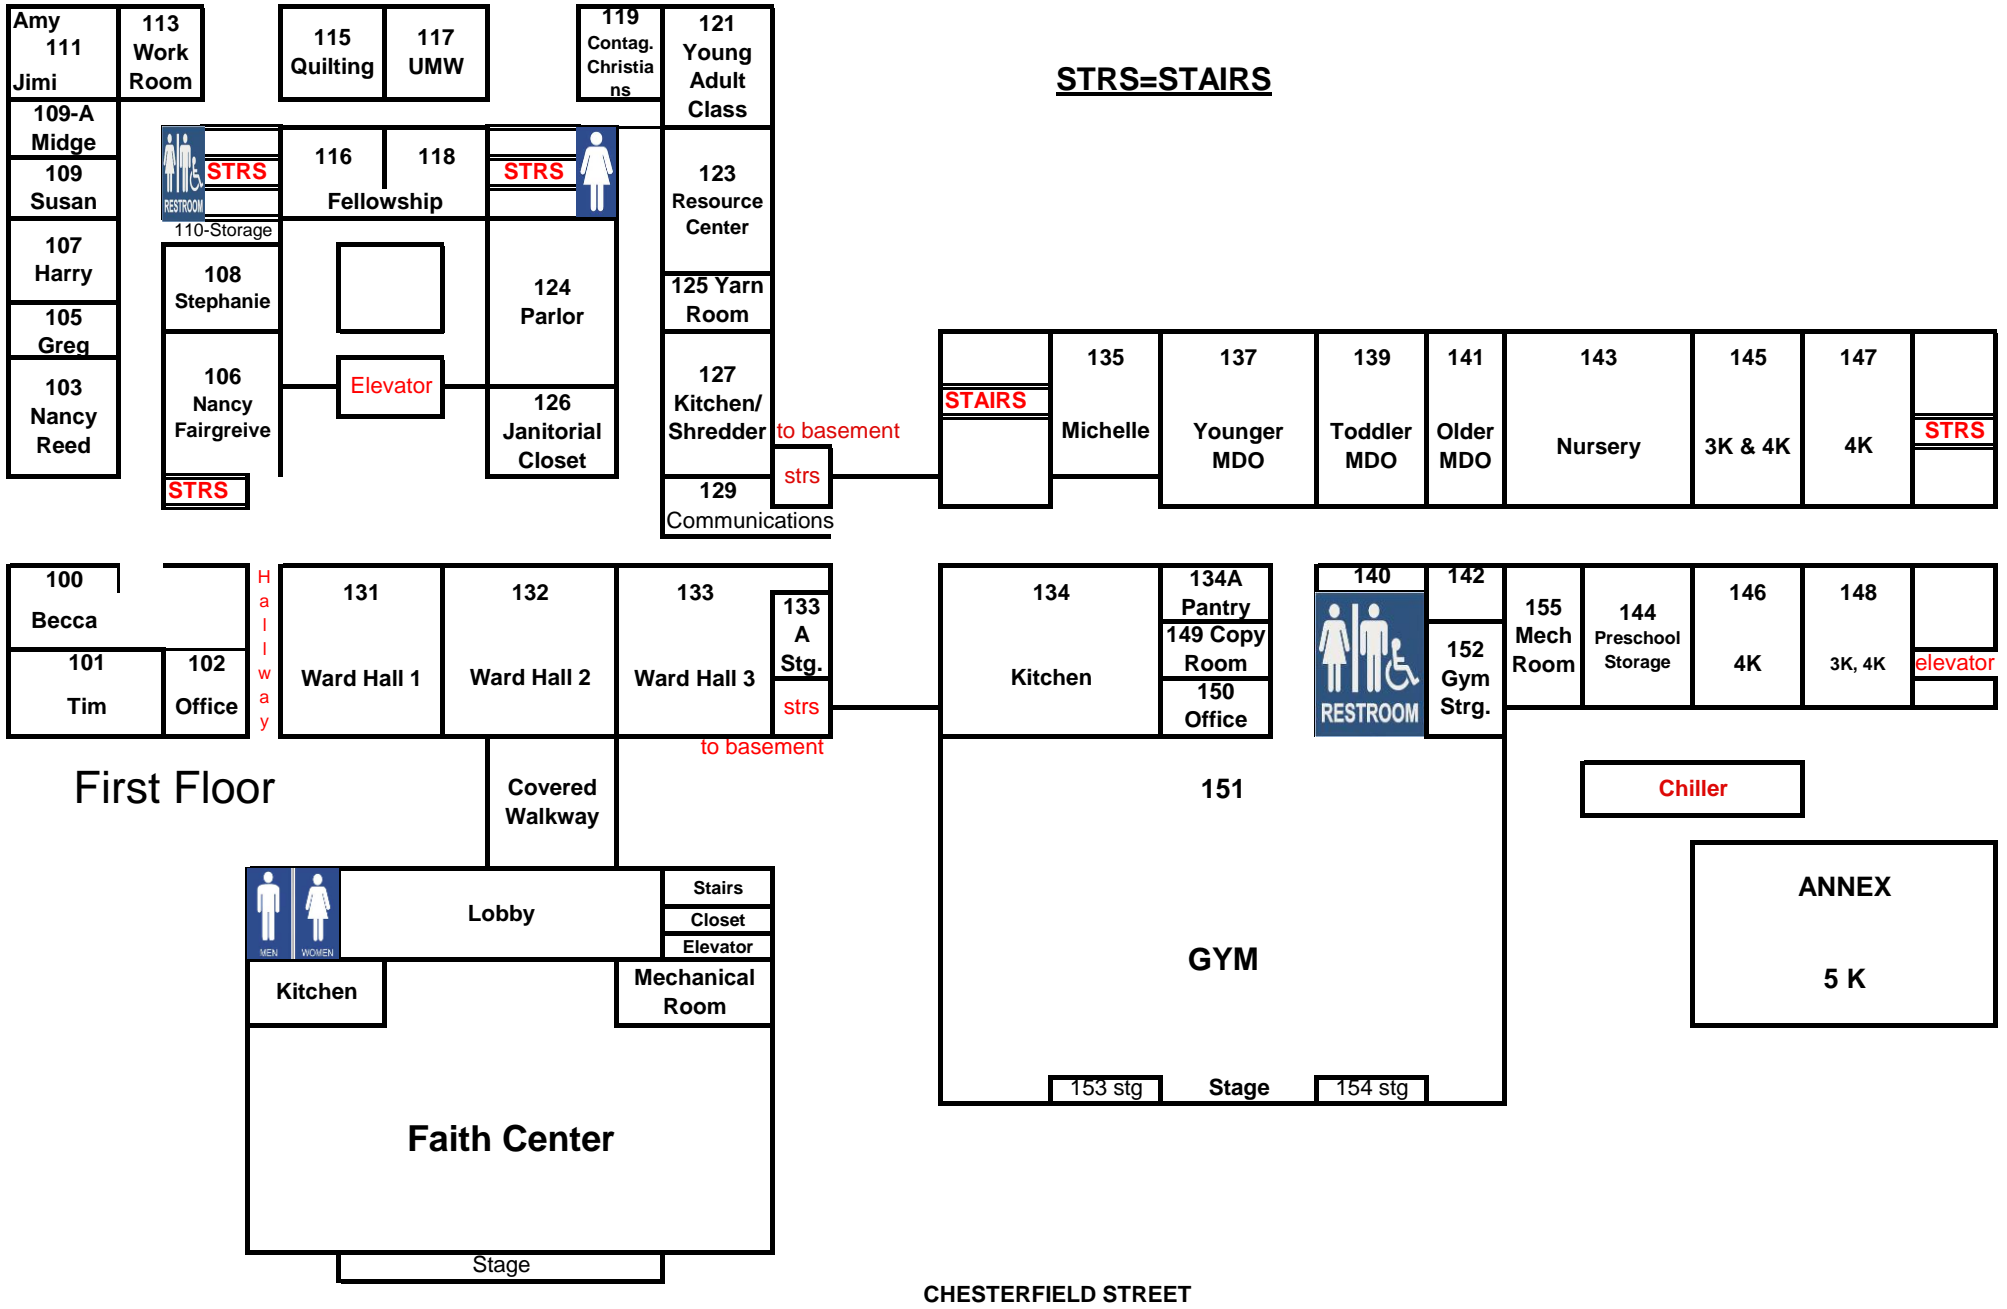 Amy
111
Jimi
113
Work
Room
115
Quilting
117
UMW
119
Contag.
Christia
ns
121
Young
Adult
Class
STRS=STAIRS
109-A
Midge
109
Susan
RESTROOM
STRS
116
118
Fellowship
STRS
123
Resource
Center
110-Storage
107
Harry
108
Stephanie
124
Parlor
125 Yarn
Room
105
Greg
103
Nancy
Reed
106
Nancy
Fairgreive
STRS
Elevator
126
Janitorial
Closet
127
Kitchen/
Shredder
to basement
strs
129
Communications
STAIRS
135
Michelle
137
Younger
MDO
139
Toddler
MDO
141
Older
MDO
143
Nursery
145
3K & 4K
147
4K
STRS
100
Becca
101
Tim
102
Office
Hallway
131
Ward Hall 1
132
Ward Hall 2
133
Ward Hall 3
133
A
Stg.
strs
to basement
134
Kitchen
134A
Pantry
149 Copy
Room
150
Office
140
RESTROOM
142
152
Gym
Strg.
155
Mech
Room
144
Preschool
Storage
146
4K
148
3K, 4K
elevator
First Floor
Covered
Walkway
151
GYM
Chiller
ANNEX
5 K
MEN
WOMEN
Lobby
Stairs
Closet
Elevator
Kitchen
Mechanical
Room
Faith Center
Stage
153 stg
Stage
154 stg
CHESTERFIELD STREET